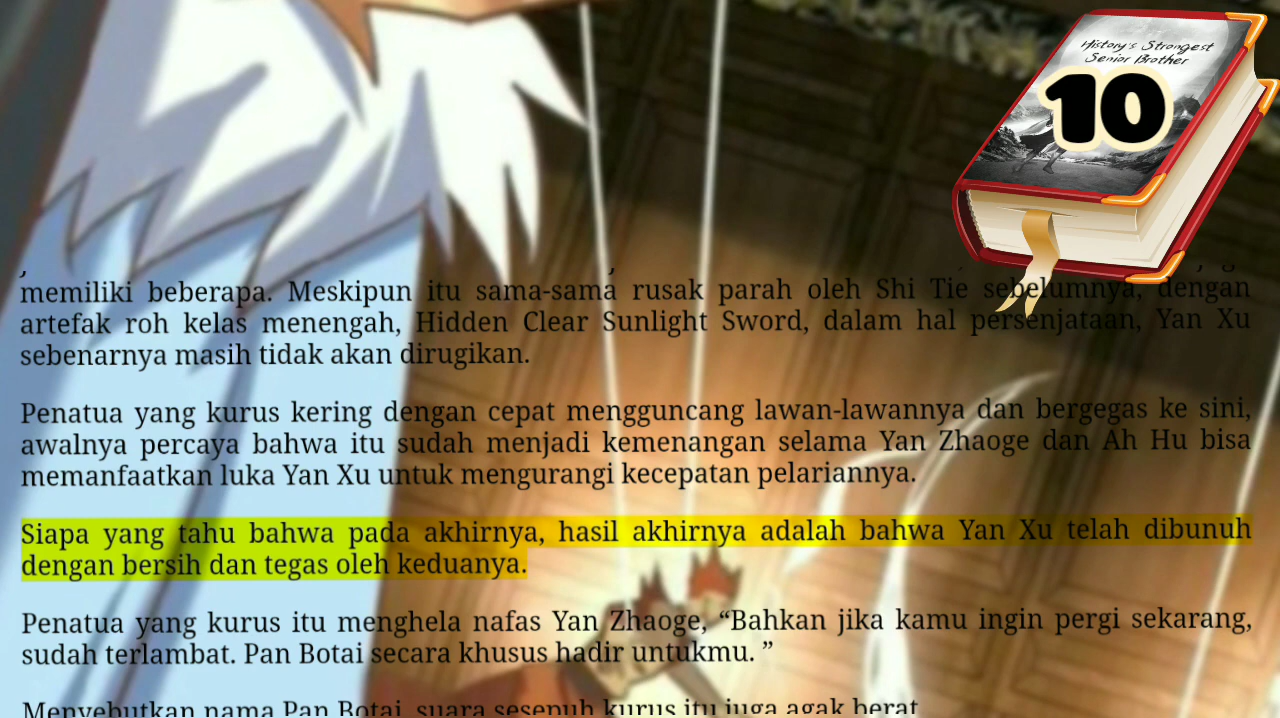 History's Strongest
Senior Brother
10
memiliki beberapa. Meskipun itu sama-sama rusak parah oleh Shi Tie sebelumnya, dengan
artefak roh kelas menengah, Hidden Clear Sunlight Sword, dalam hal persenjataan, Yan Xu
sebenarnya masih tidak akan dirugikan.
Penatua yang kurus kering dengan cepat mengguncang lawan-lawannya dan bergegas ke sini,
awalnya percaya bahwa itu sudah menjadi kemenangan selama Yan Zhaoge dan Ah Hu bisa
memanfaatkan luka Yan Xu untuk mengurangi kecepatan pelariannya.
Siapa yang tahu bahwa pada akhirnya, hasil akhirnya adalah bahwa Yan Xu telah dibunuh
dengan bersih dan tegas oleh keduanya.
Penatua yang kurus itu menghela nafas Yan Zhaoge, “Bahkan jika kamu ingin pergi sekarang,
sudah terlambat. Pan Botai secara khusus hadir untukmu. ”
Menyebutkan nama Pan Botai, suara sesepuh kurus itu juga agak berat